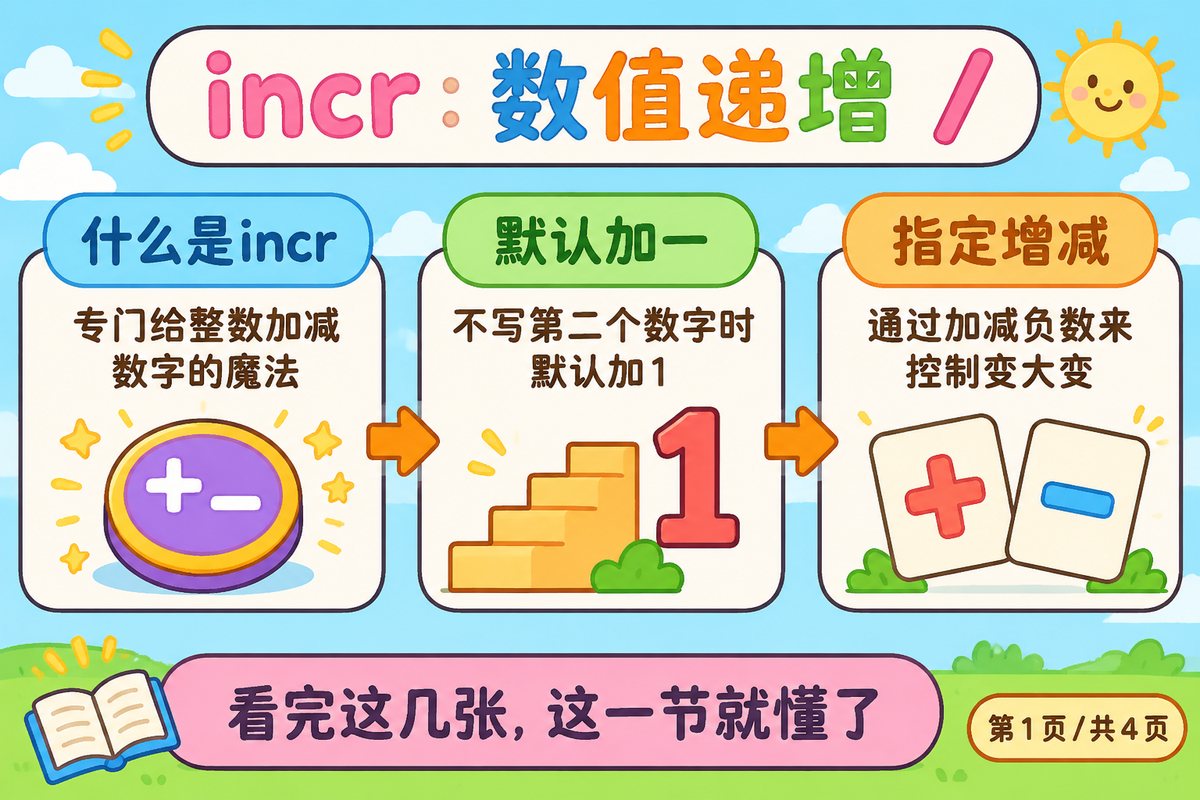 incr：数值递增 /
什么是incr
专门给整数加减
数字的魔法
默认加一
不写第二个数字时
默认加1
1
指定增减
通过加减负数来
控制变大变
看完这几张, 这一节就懂了
第1页/共4页